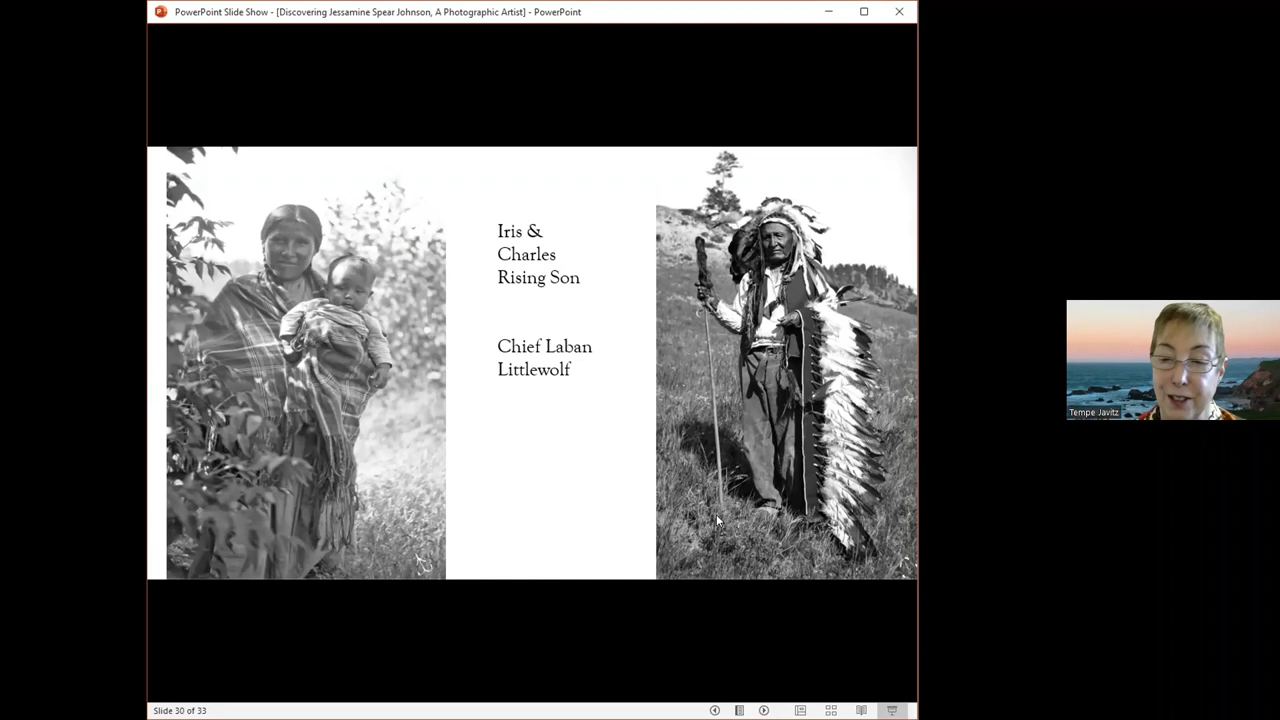 PowerPoint Slide Show - [Discovering Jessamine Spear Johnson, A Photographic Artist] - PowerPoint
Iris &
Charles
Rising Son
Chief Laban
Littlewolf
Tempe Javitz
Slide 30 of 33